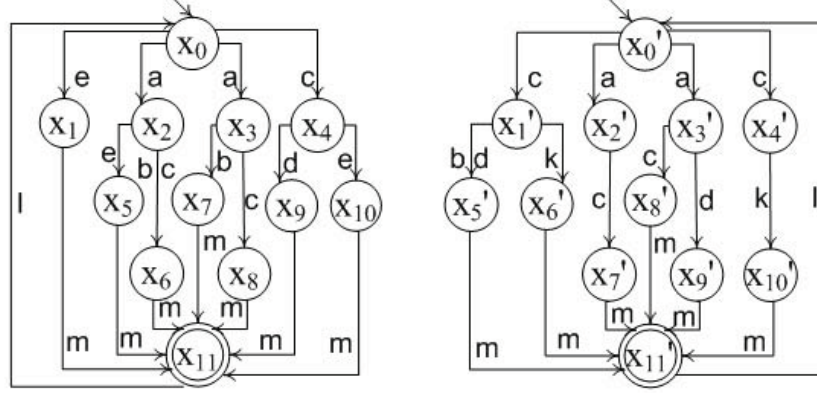 x0 x0'
e a a c c a a c
x1 x2 x3 x4 x1' x2' x3' x4'
e b c b c d e b d k c d k
x5 x7 x9 x10 x5' x6' x8'
l m c l
x6 x8 m x7' x9' x10'
m m m m
m m m m m m m
x11 x11'